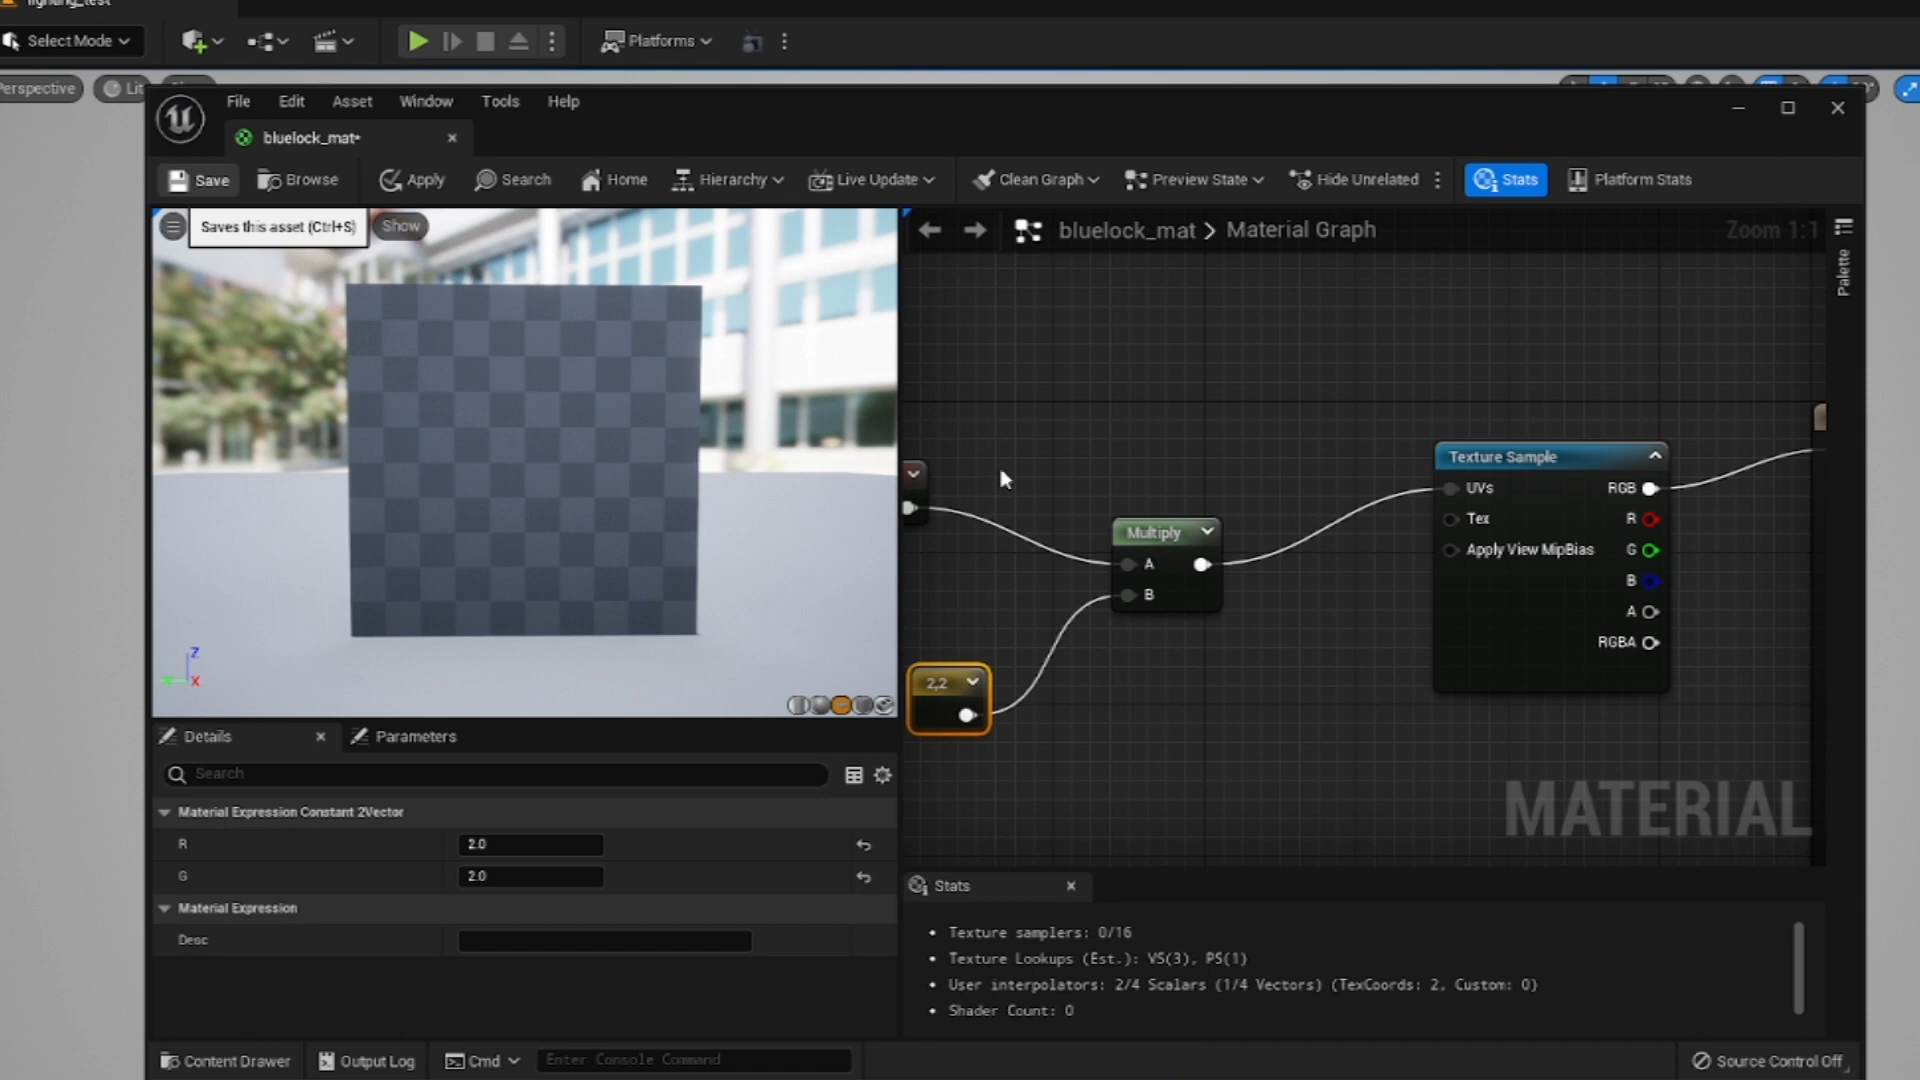 lighting_test
Select Mode
Platforms
Perspective
Lit
File Edit Asset Window Tools Help
bluelock_mat*
Save Browse Apply Search Home Hierarchy Live Update Clean Graph Preview State Hide Unrelated Stats Platform Stats
Saves this asset (Ctrl+S)
Show
bluelock_mat > Material Graph
Zoom 1:1
Palette
Texture Sample
UVs RGB
Tex R
Apply View MipBias G
B
A
RGBA
Multiply
A
B
2,2
Z
X
MATERIAL
Details Parameters
Search
Material Expression Constant 2Vector
R 2.0
G 2.0
Material Expression
Desc
Stats
• Texture samplers: 0/16
• Texture Lookups (Est.): VS(3), PS(1)
• User interpolators: 2/4 Scalars (1/4 Vectors) (TexCoords: 2, Custom: 0)
• Shader Count: 0
Content Drawer Output Log Cmd Enter Console Command Source Control Off